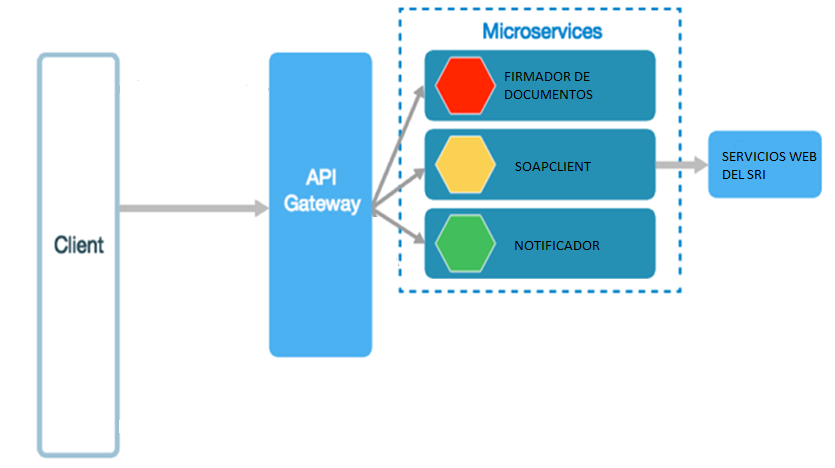 Microservices
FIRMADOR DE
DOCUMENTOS
SOAPCLIENT
NOTIFICADOR
SERVICIOS WEB
DEL SRI
API
Gateway
Client